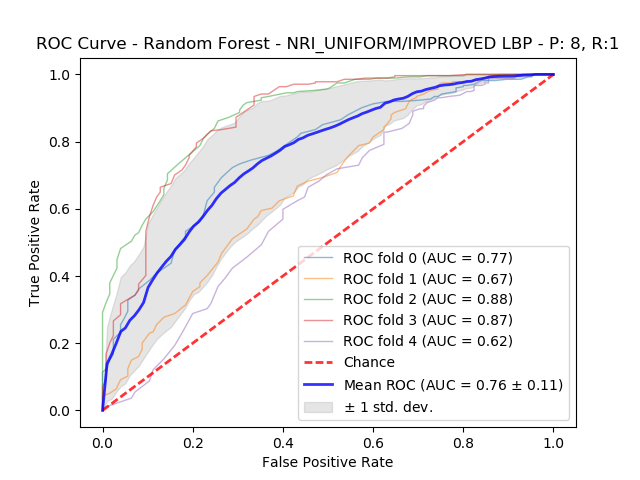 ROC Curve - Random Forest - NRI_UNIFORM/IMPROVED LBP - P: 8, R:1
True Positive Rate
1.0
0.8
0.6
0.4
0.2
0.0
ROC fold 0 (AUC = 0.77)
ROC fold 1 (AUC = 0.67)
ROC fold 2 (AUC = 0.88)
ROC fold 3 (AUC = 0.87)
ROC fold 4 (AUC = 0.62)
Chance
Mean ROC (AUC = 0.76 ± 0.11)
± 1 std. dev.
0.0 0.2 0.4 0.6 0.8 1.0
False Positive Rate